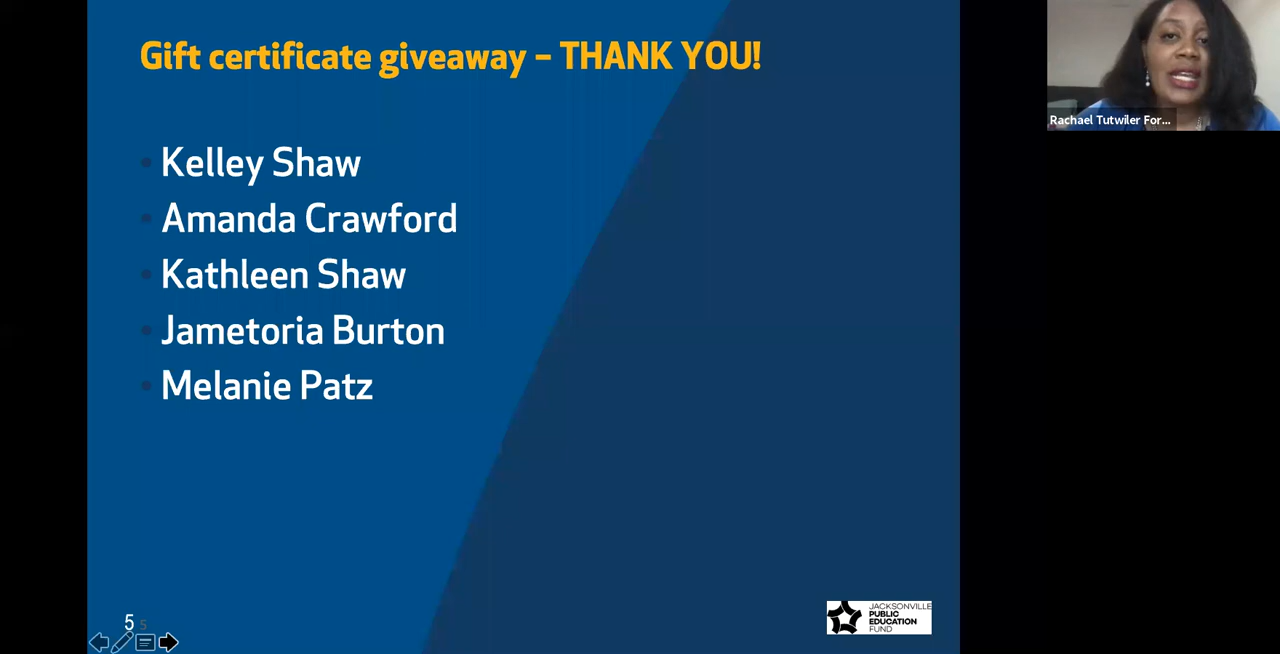 Gift certificate giveaway – THANK YOU!
Rachael Tutwiler For...
• Kelley Shaw
• Amanda Crawford
• Kathleen Shaw
• Jametoria Burton
• Melanie Patz
5 5
JACKSONVILLE
PUBLIC
EDUCATION
FUND